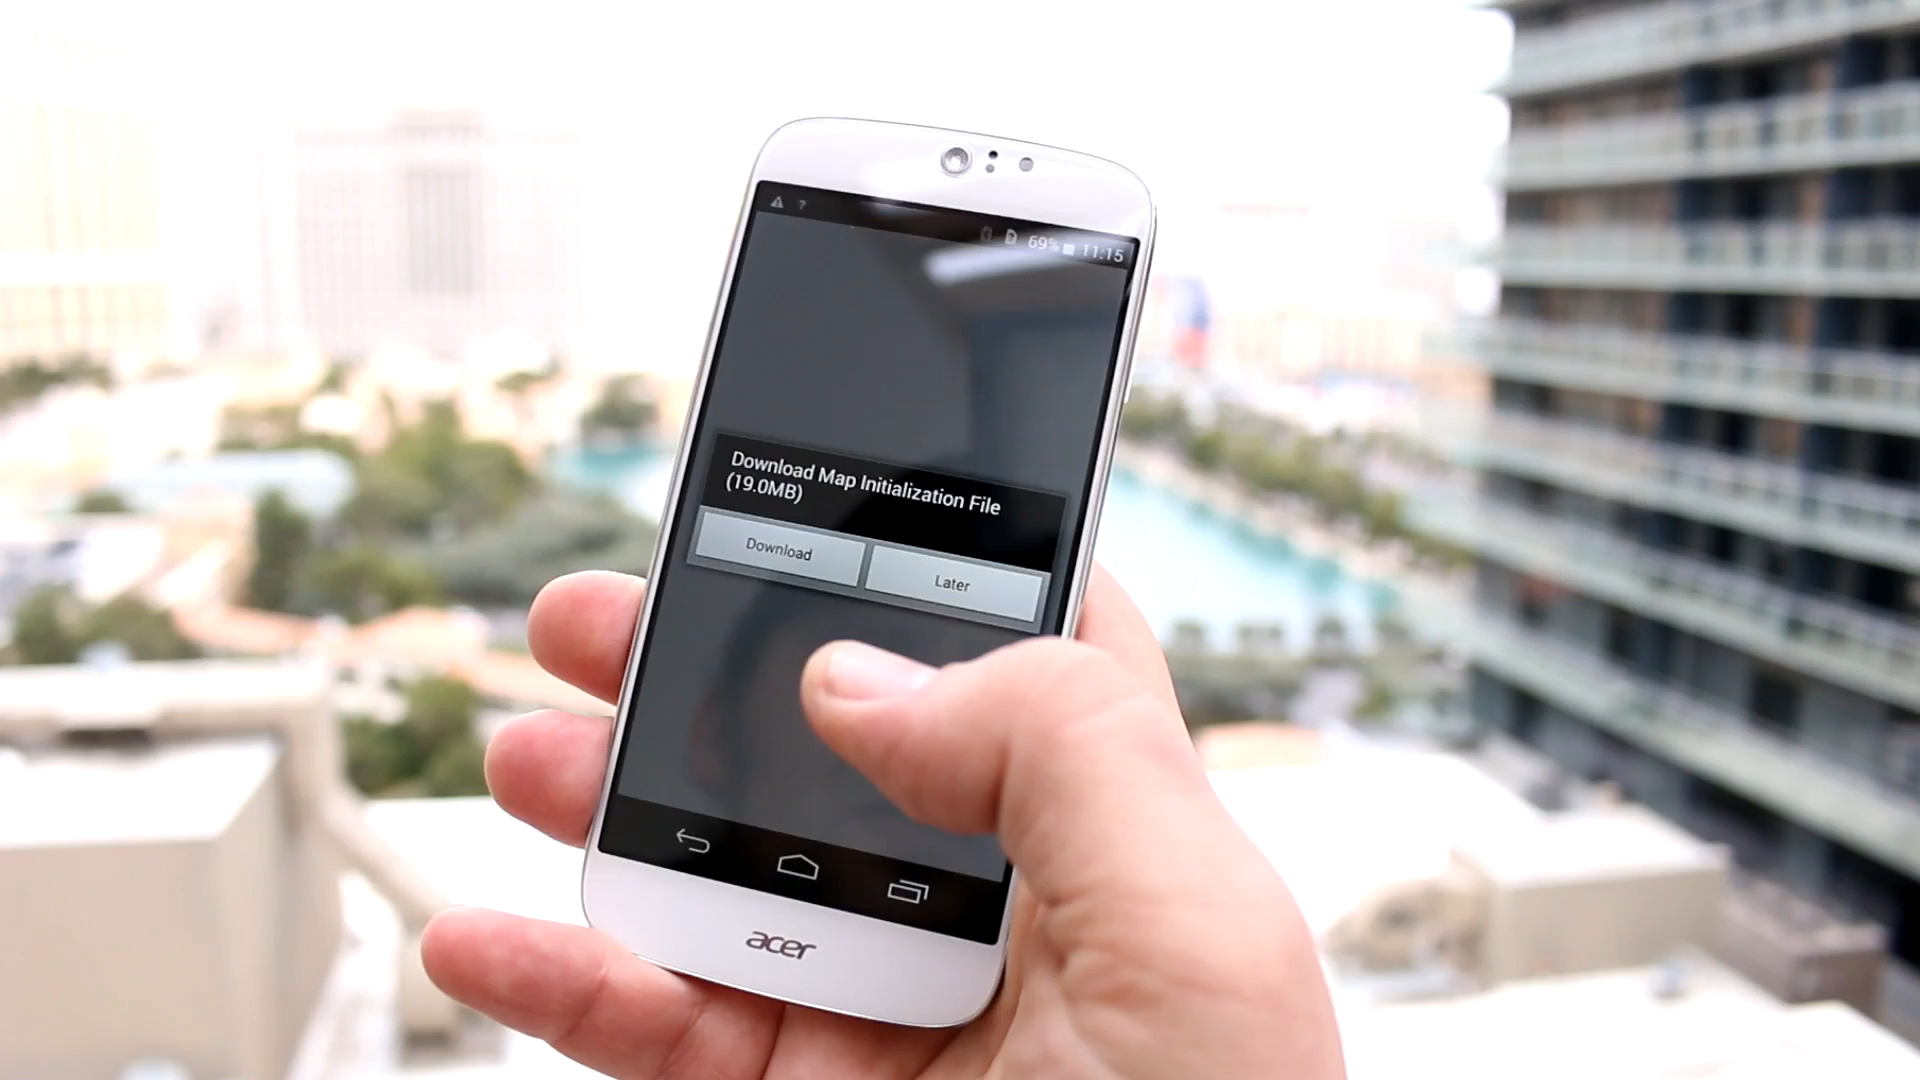 69% 11:15
Download Map Initialization File
(19.0MB)
Download Later
acer